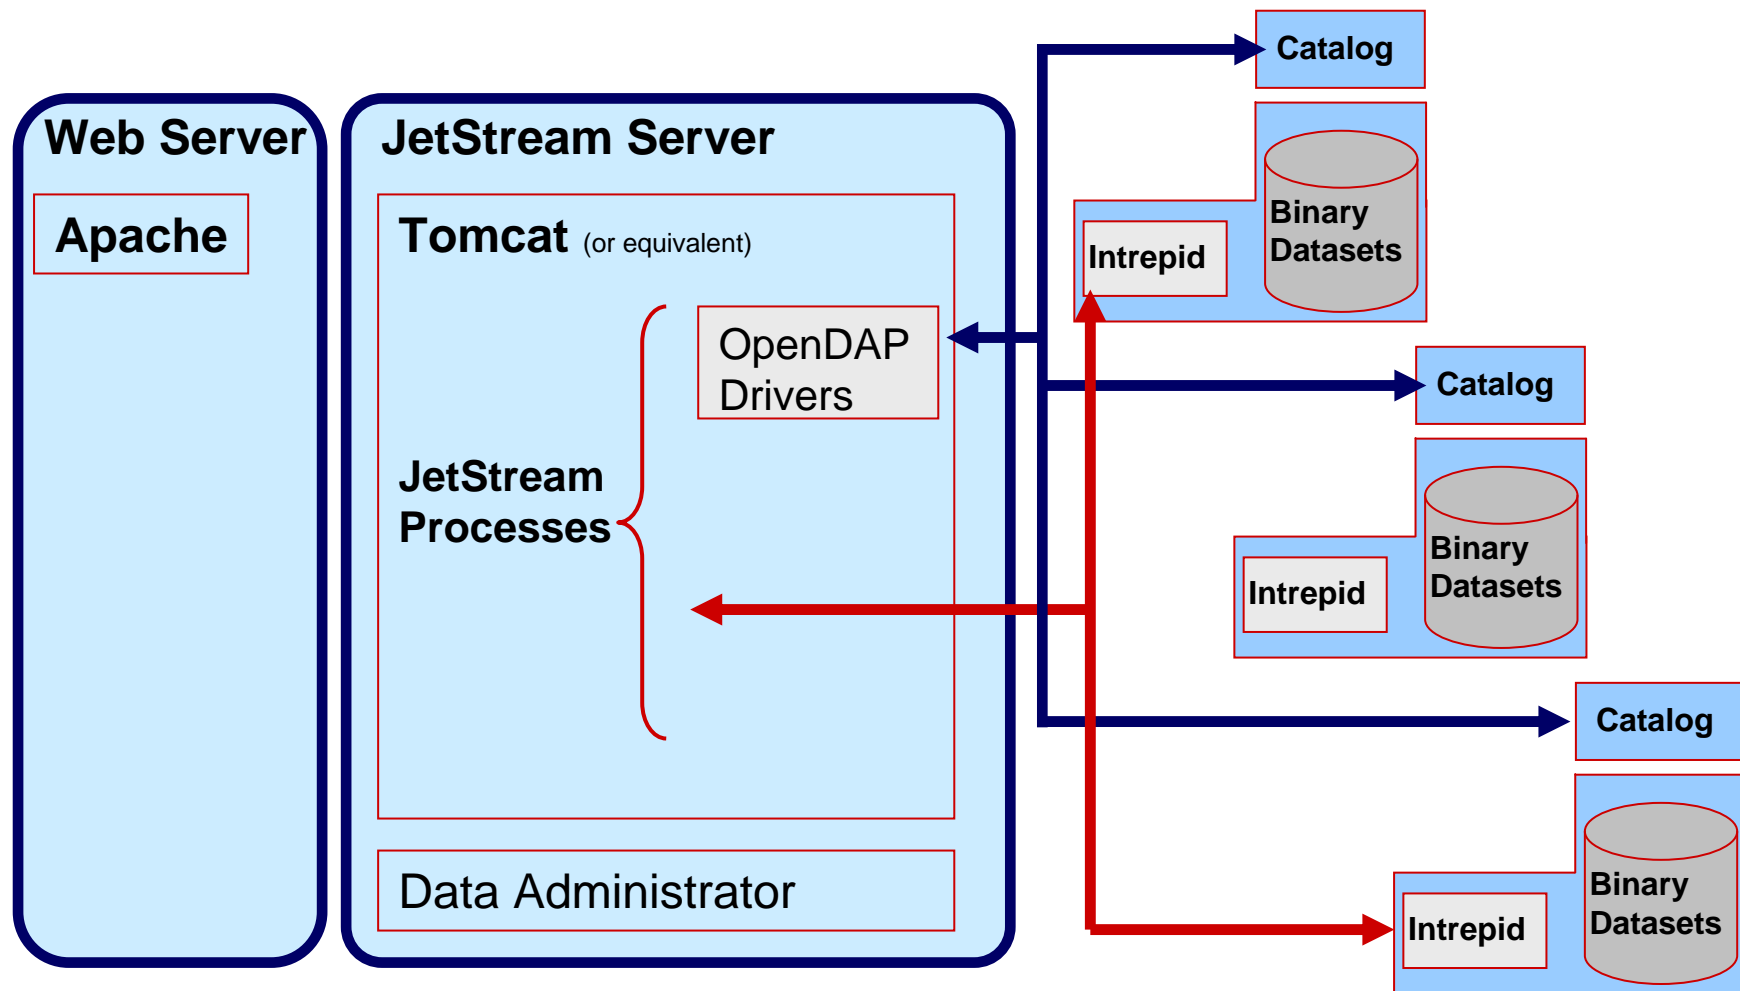 Web Server
Apache
JetStream Server
Tomcat (or equivalent)
OpenDAP
Drivers
JetStream
Processes
Data Administrator
Catalog
Binary
Datasets
Intrepid
Catalog
Binary
Datasets
Intrepid
Catalog
Binary
Datasets
Intrepid